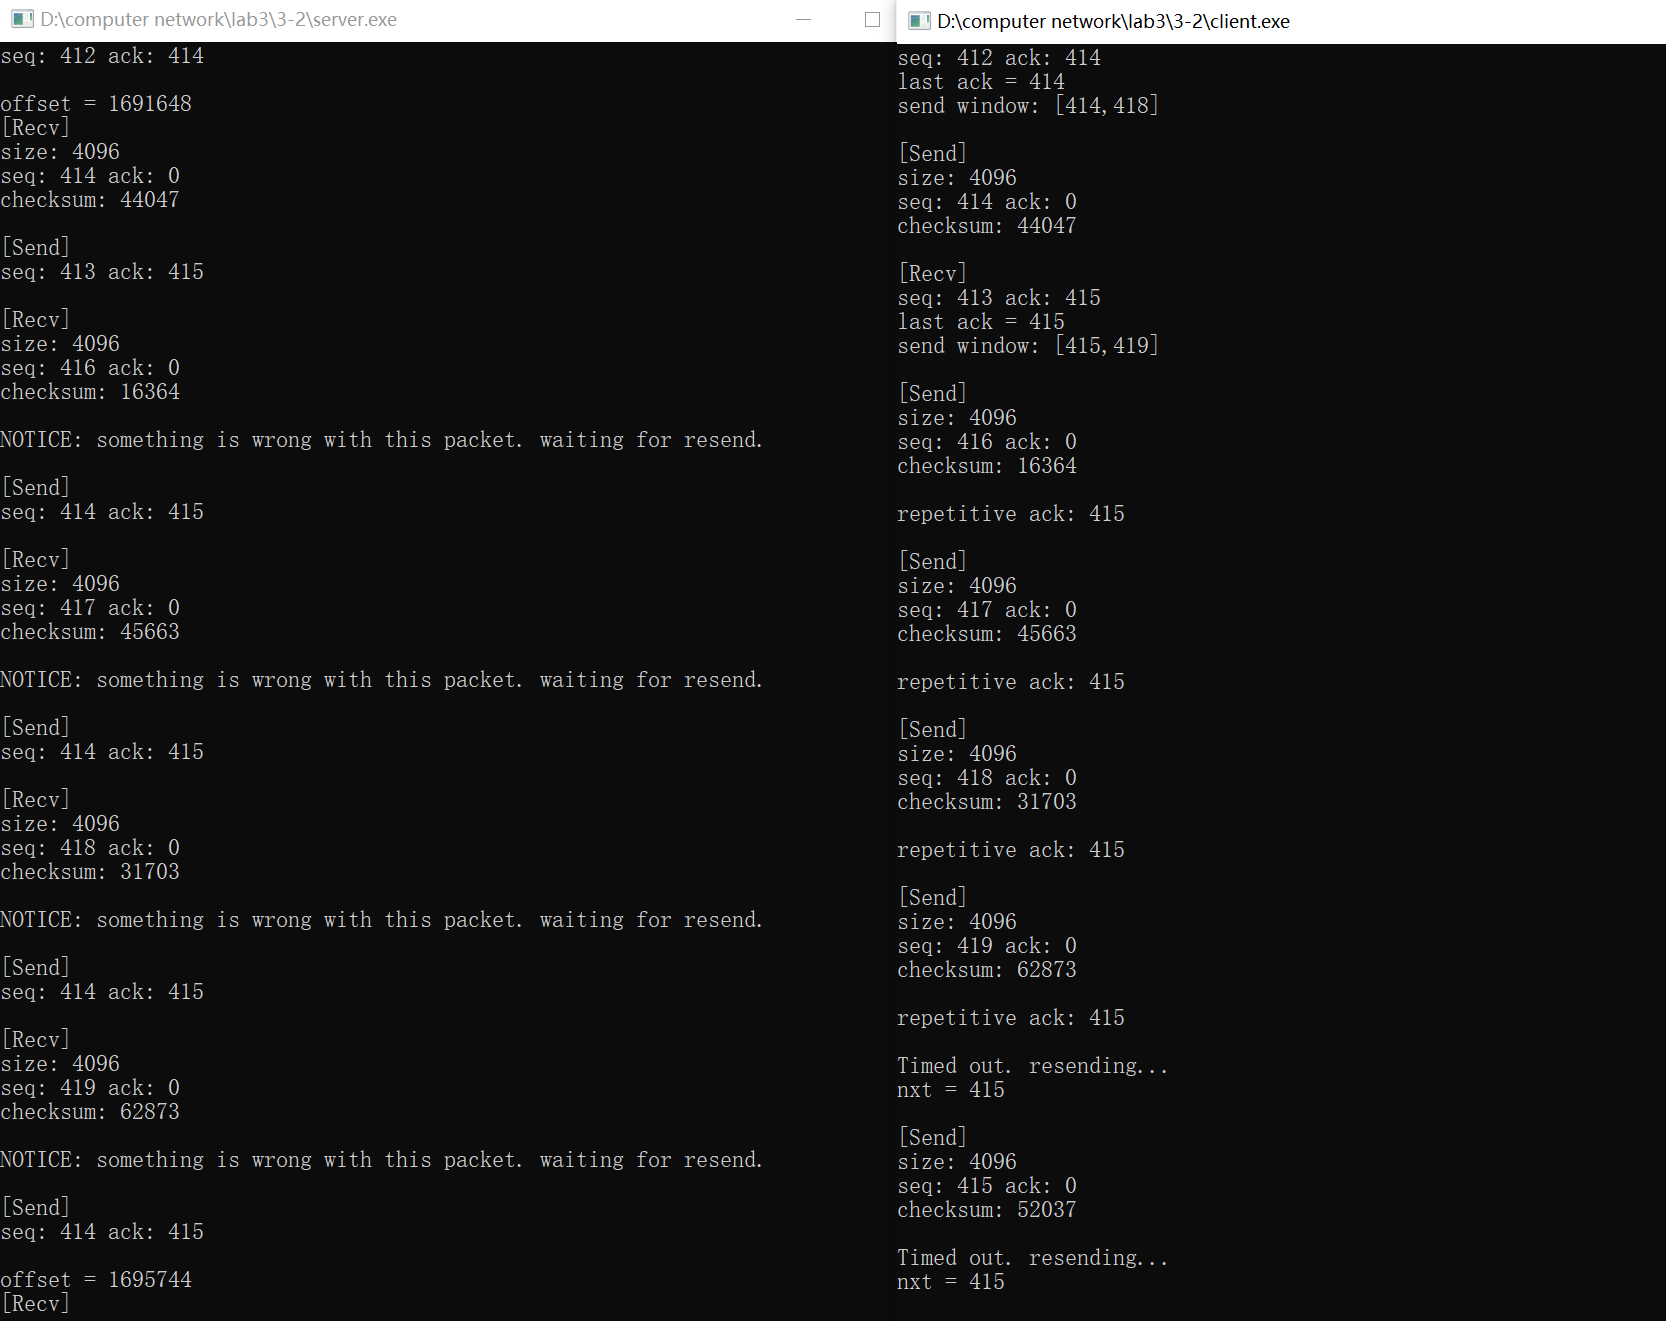 D:\computer network\lab3\3-2\server.exe
seq: 412 ack: 414
offset = 1691648
[Recv]
size: 4096
seq: 414 ack: 0
checksum: 44047
[Send]
seq: 413 ack: 415
[Recv]
size: 4096
seq: 416 ack: 0
checksum: 16364
NOTICE: something is wrong with this packet. waiting for resend.
[Send]
seq: 414 ack: 415
[Recv]
size: 4096
seq: 417 ack: 0
checksum: 45663
NOTICE: something is wrong with this packet. waiting for resend.
[Send]
seq: 414 ack: 415
[Recv]
size: 4096
seq: 418 ack: 0
checksum: 31703
NOTICE: something is wrong with this packet. waiting for resend.
[Send]
seq: 414 ack: 415
[Recv]
size: 4096
seq: 419 ack: 0
checksum: 62873
NOTICE: something is wrong with this packet. waiting for resend.
[Send]
seq: 414 ack: 415
offset = 1695744
[Recv]
D:\computer network\lab3\3-2\client.exe
seq: 412 ack: 414
last ack = 414
send window: [414,418]
[Send]
size: 4096
seq: 414 ack: 0
checksum: 44047
[Recv]
seq: 413 ack: 415
last ack = 415
send window: [415,419]
[Send]
size: 4096
seq: 416 ack: 0
checksum: 16364
repetitive ack: 415
[Send]
size: 4096
seq: 417 ack: 0
checksum: 45663
repetitive ack: 415
[Send]
size: 4096
seq: 418 ack: 0
checksum: 31703
repetitive ack: 415
[Send]
size: 4096
seq: 419 ack: 0
checksum: 62873
repetitive ack: 415
Timed out. resending...
nxt = 415
[Send]
size: 4096
seq: 415 ack: 0
checksum: 52037
Timed out. resending...
nxt = 415